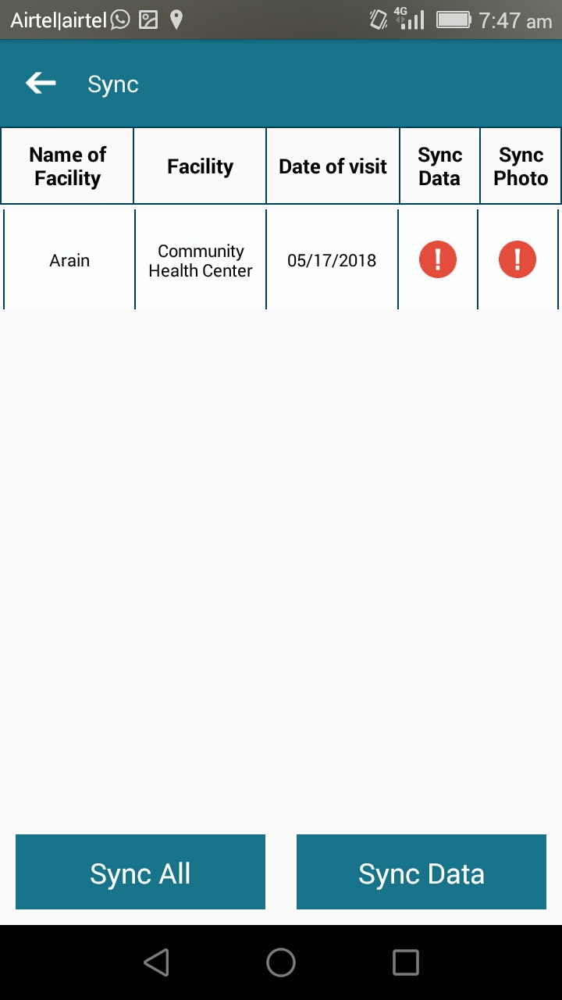 Airtel|airtel 4G 7:47 am
Sync
Name of
Facility
Facility
Date of visit
Sync
Data
Sync
Photo
Arain
Community
Health Center
05/17/2018
!
!
Sync All
Sync Data